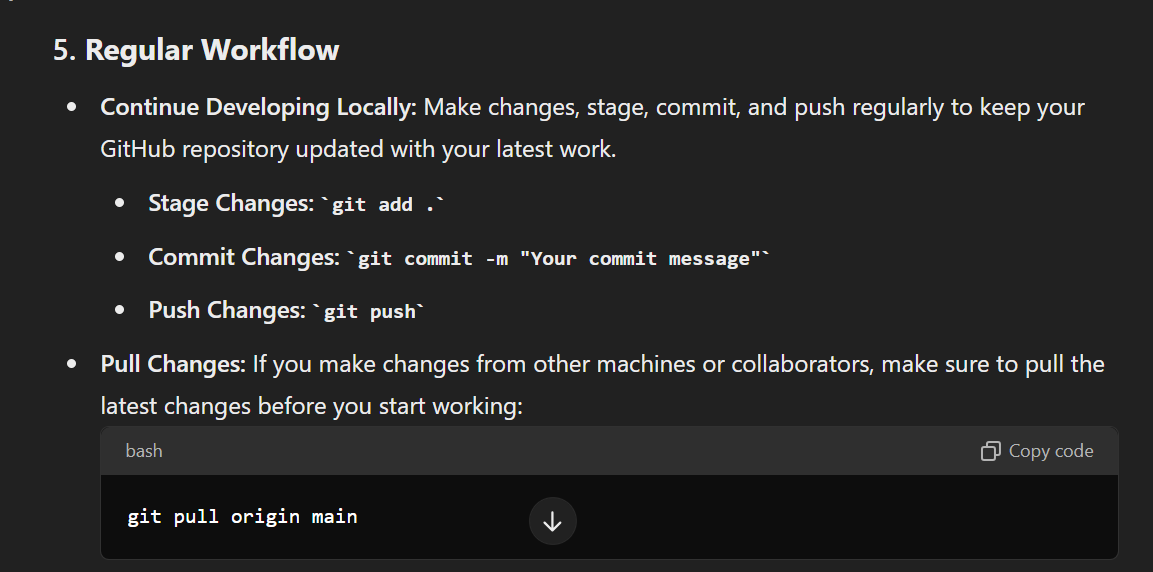 5. Regular Workflow
Continue Developing Locally: Make changes, stage, commit, and push regularly to keep your
GitHub repository updated with your latest work.
Stage Changes: `git add .`
Commit Changes: `git commit -m "Your commit message"`
Push Changes: `git push`
Pull Changes: If you make changes from other machines or collaborators, make sure to pull the
latest changes before you start working:
bash Copy code
git pull origin main